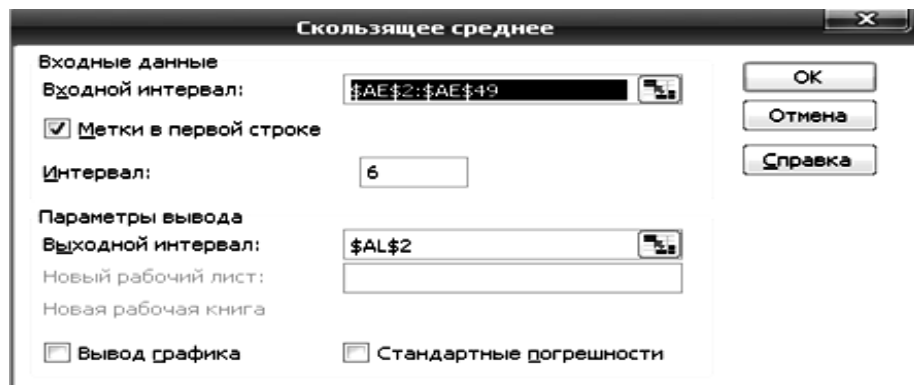 Скользящее среднее
Входные данные
Входной интервал: $AE$2:$AE$49
Метки в первой строке
Интервал: 6
Параметры вывода
Выходной интервал: $AL$2
Новый рабочий лист:
Новая рабочая книга
Вывод графика Стандартные погрешности
OK
Отмена
Справка